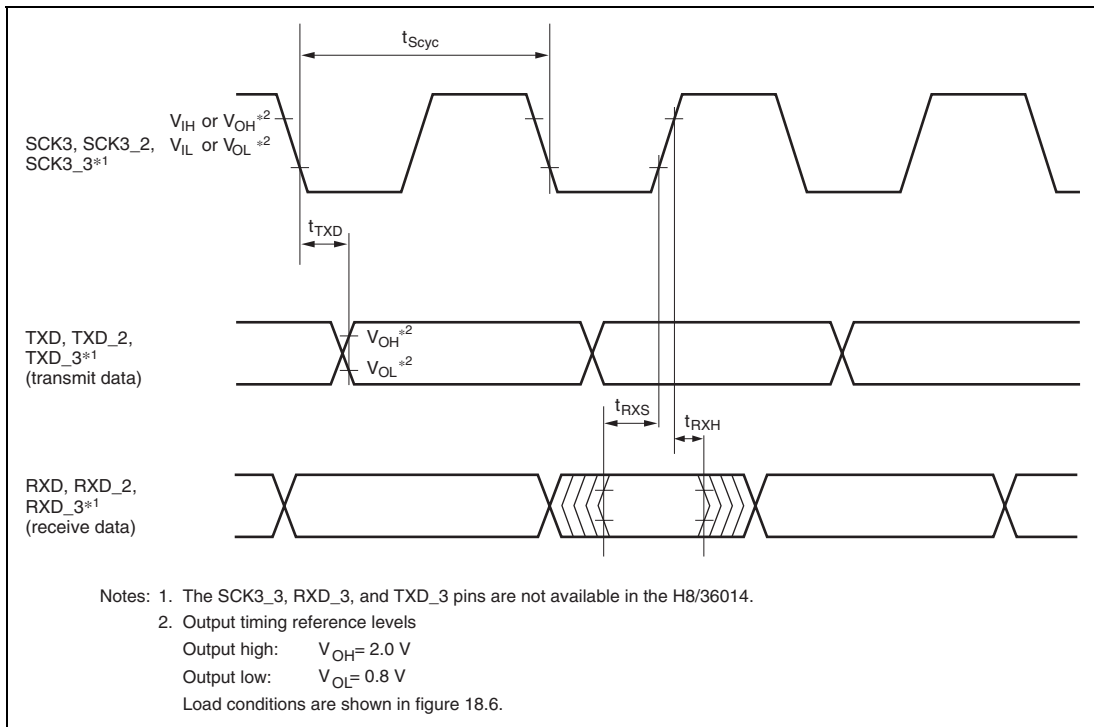 tScyc
VIH or VOH*2
SCK3, SCK3_2, VIL or VOL *2
SCK3_3*1
tTXD
TXD, TXD_2,
TXD_3*1
(transmit data)
VOH*2
VOL*2
tRXS
tRXH
RXD, RXD_2,
RXD_3*1
(receive data)
Notes: 1. The SCK3_3, RXD_3, and TXD_3 pins are not available in the H8/36014.
2. Output timing reference levels
Output high: VOH= 2.0 V
Output low: VOL= 0.8 V
Load conditions are shown in figure 18.6.